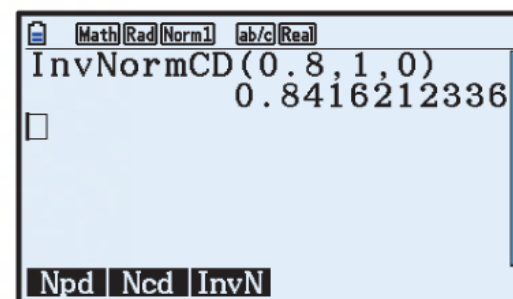 Math Rad Norm1 ab/c Real
InvNormCD(0.8,1,0)
0.8416212336
Npd Ncd InvN